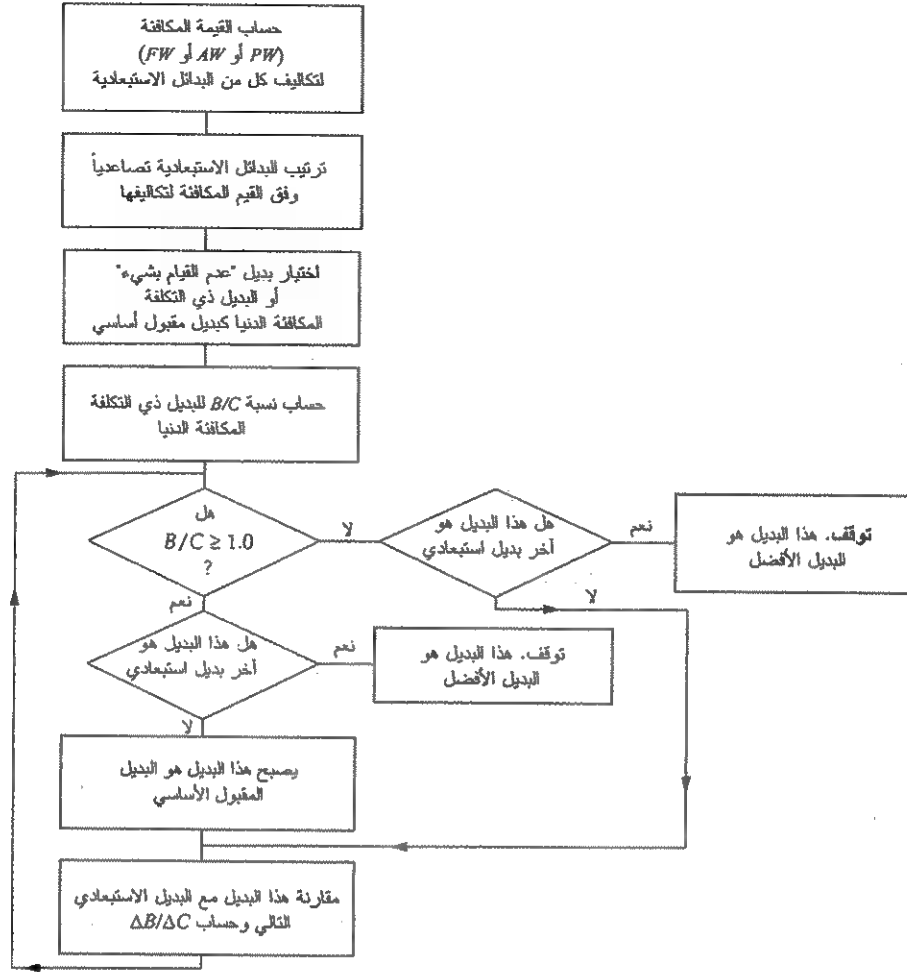 حساب القيمة المكافئة
(PW أو AW أو FW)
لتكاليف كل من البدائل الاستبعادية
ترتيب البدائل الاستبعادية تصاعدياً
وفق القيم المكافئة لتكاليفها
اختيار بديل "عدم القيام بشيء"
أو البديل ذي التكلفة
المكافئة الدنيا كبديل مقبول أساسي
حساب نسبة B/C للبديل ذي التكلفة
المكافئة الدنيا
هل
B/C ≥ 1.0
?
لا
هل هذا البديل هو
آخر بديل استبعادي
نعم
توقف. هذا البديل هو
البديل الأفضل
لا
نعم
هل هذا البديل هو
آخر بديل استبعادي
نعم
توقف. هذا البديل هو
البديل الأفضل
لا
يصبح هذا البديل هو البديل
المقبول الأساسي
مقارنة هذا البديل مع البديل الاستبعادي
التالي وحساب ΔB/ΔC